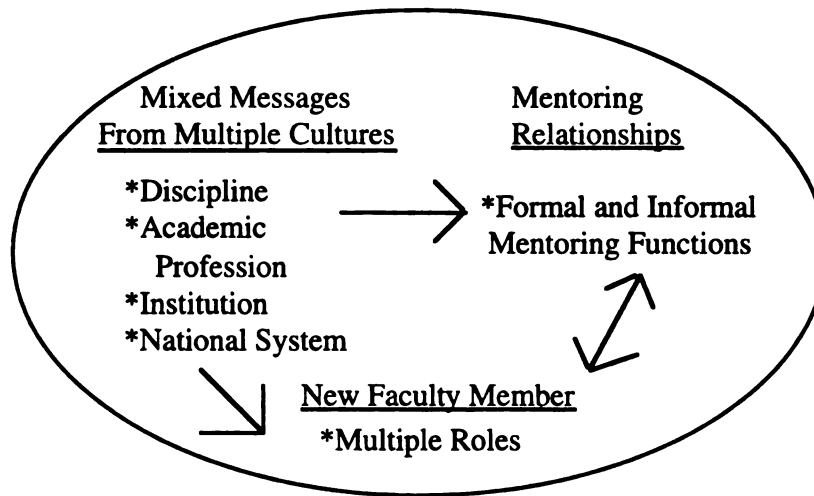 Mixed Messages
From Multiple Cultures
*Discipline
*Academic
Profession
*Institution
*National System
Mentoring
Relationships
*Formal and Informal
Mentoring Functions
New Faculty Member
*Multiple Roles